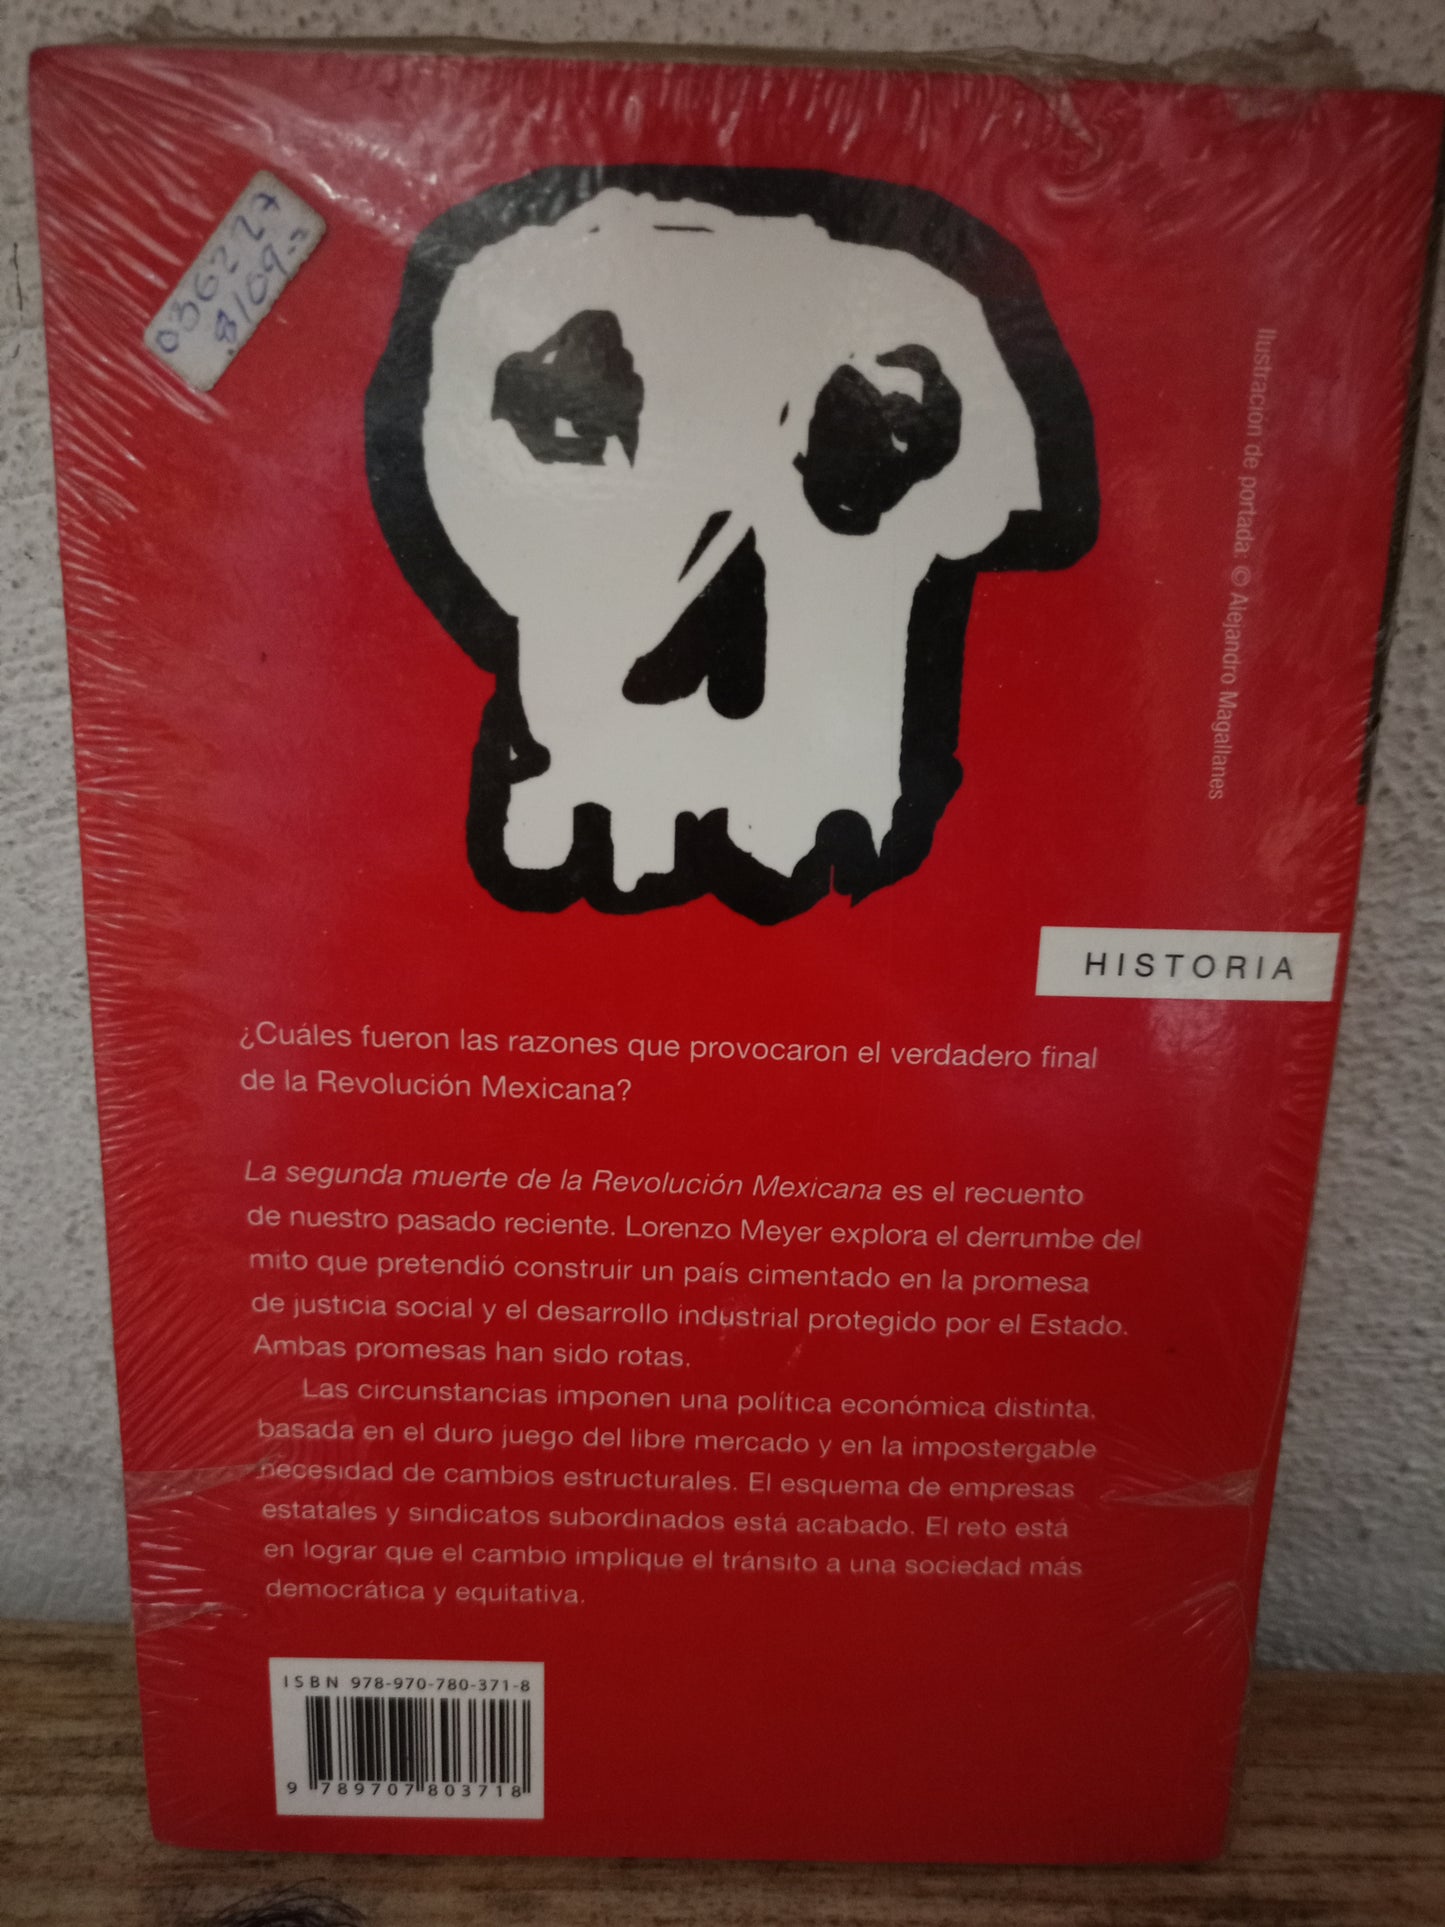 036227
8/09
Ilustración de portada: © Alejandro Magallanes
HISTORIA
¿Cuáles fueron las razones que provocaron el verdadero final
de la Revolución Mexicana?
La segunda muerte de la Revolución Mexicana es el recuento
de nuestro pasado reciente. Lorenzo Meyer explora el derrumbe del
mito que pretendió construir un país cimentado en la promesa
de justicia social y el desarrollo industrial protegido por el Estado.
Ambas promesas han sido rotas.
Las circunstancias imponen una política económica distinta,
basada en el duro juego del libre mercado y en la impostergable
necesidad de cambios estructurales. El esquema de empresas
estatales y sindicatos subordinados está acabado. El reto está
en lograr que el cambio implique el tránsito a una sociedad más
democrática y equitativa.
ISBN 978-970-780-371-8
9 789707 803718